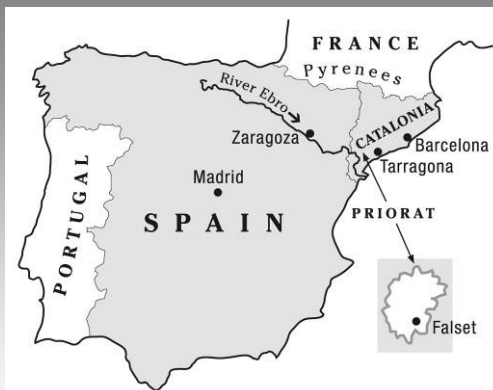 FRANCE
Pyrenees
River Ebro
CATALONIA
Zaragoza
Barcelona
Tarragona
Madrid
PORTUGAL
SPAIN
PRIORAT
Falset